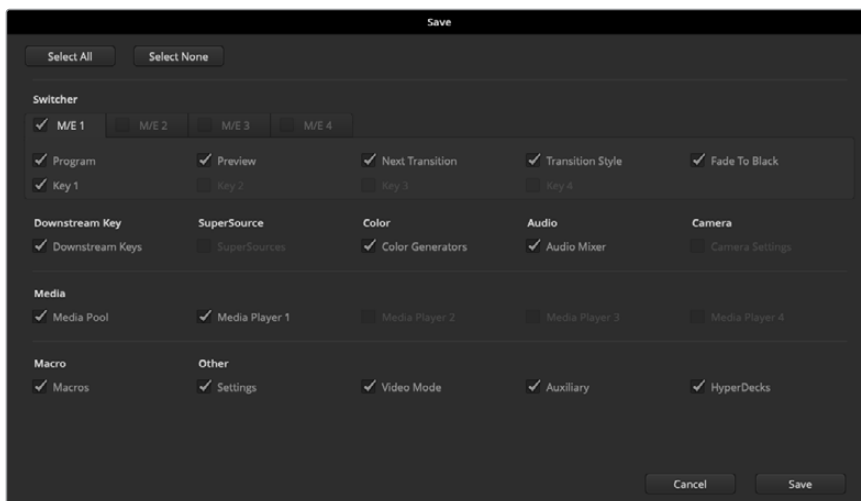 Save
Select All Select None
Switcher
M/E 1 M/E 2 M/E 3 M/E 4
Program Preview Next Transition Transition Style Fade To Black
Key 1 Key 2 Key 3 Key 4
Downstream Key SuperSource Color Audio Camera
Downstream Keys SuperSources Color Generators Audio Mixer Camera Settings
Media
Media Pool Media Player 1 Media Player 2 Media Player 3 Media Player 4
Macro Other
Macros Settings Video Mode Auxiliary HyperDecks
Cancel Save